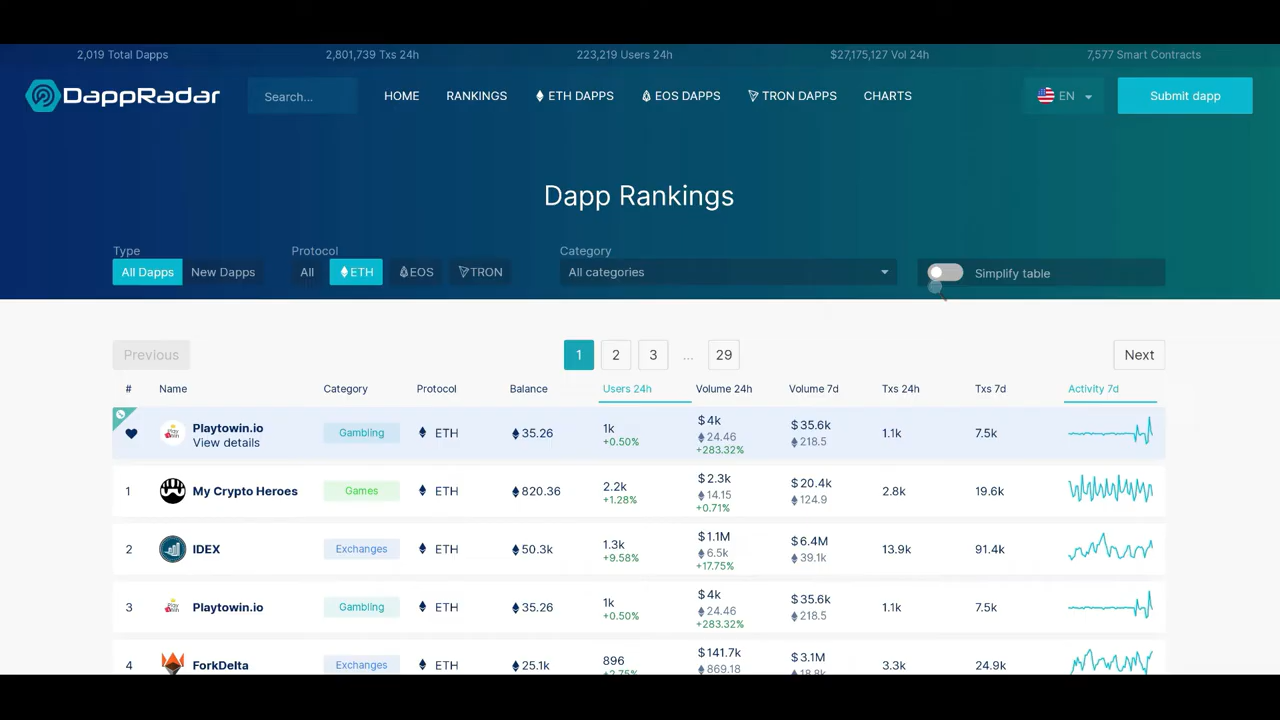 2,019 Total Dapps 2,801,739 Txs 24h 223,219 Users 24h $27,175,127 Vol 24h 7,577 Smart Contracts
DappRadar Search... HOME RANKINGS ETH DAPPS EOS DAPPS TRON DAPPS CHARTS EN Submit dapp
Dapp Rankings
Type Protocol Category
All Dapps New Dapps All ETH EOS TRON All categories Simplify table
Previous 1 2 3 ... 29 Next
# Name Category Protocol Balance Users 24h Volume 24h Volume 7d Txs 24h Txs 7d Activity 7d
Playtowin.io
View details
Gambling ETH 35.26
1k
+0.50%
$4k
24.46
+283.32%
$35.6k
218.5
1.1k 7.5k
1 My Crypto Heroes Games ETH 820.36
2.2k
+1.28%
$2.3k
14.15
+0.71%
$20.4k
124.9
2.8k 19.6k
2 IDEX Exchanges ETH 50.3k
1.3k
+9.58%
$1.1M
6.5k
+17.75%
$6.4M
39.1k
13.9k 91.4k
3 Playtowin.io Gambling ETH 35.26
1k
+0.50%
$4k
24.46
+283.32%
$35.6k
218.5
1.1k 7.5k
4 ForkDelta Exchanges ETH 25.1k
896
+2.75%
$141.7k
869.18
$3.1M
18.8k
3.3k 24.9k